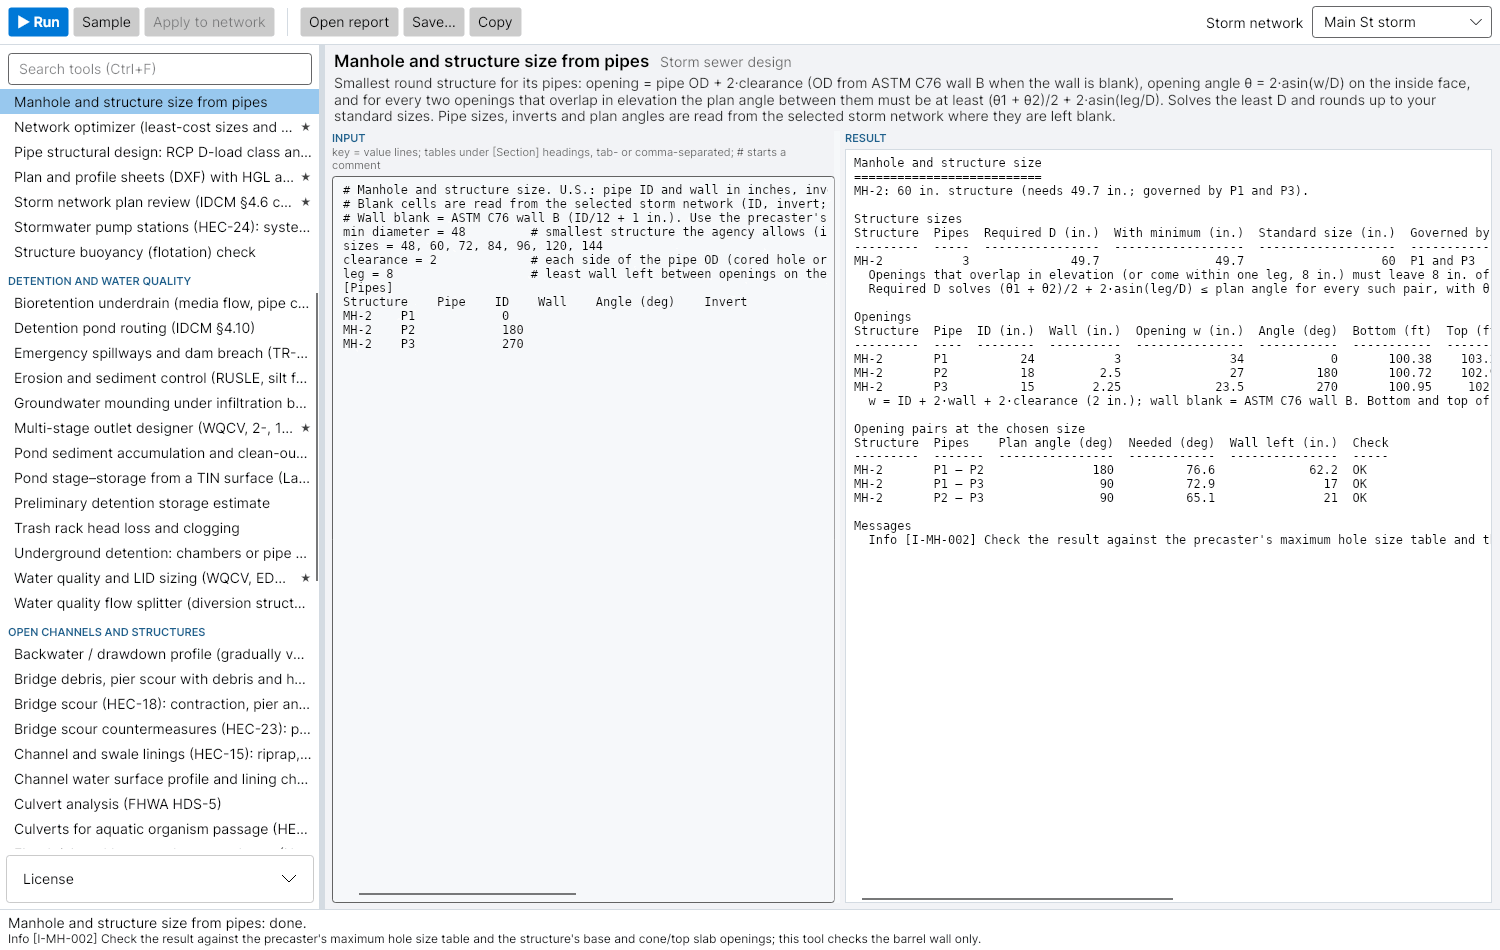 Run
Sample
Apply to network
Open report
Save...
Copy
Storm network
Main St storm
Search tools (Ctrl+F)
Manhole and structure size from pipes
Network optimizer (least-cost sizes and ... ★
Pipe structural design: RCP D-load class an...
Plan and profile sheets (DXF) with HGL a... ★
Storm network plan review (IDCM §4.6 c... ★
Stormwater pump stations (HEC-24): syste...
Structure buoyancy (flotation) check
DETENTION AND WATER QUALITY
Bioretention underdrain (media flow, pipe c...
Detention pond routing (IDCM §4.10)
Emergency spillways and dam breach (TR-...
Erosion and sediment control (RUSLE, silt f...
Groundwater mounding under infiltration b...
Multi-stage outlet designer (WQCV, 2-, 1... ★
Pond sediment accumulation and clean-ou...
Pond stage–storage from a TIN surface (La...
Preliminary detention storage estimate
Trash rack head loss and clogging
Underground detention: chambers or pipe ...
Water quality and LID sizing (WQCV, ED... ★
Water quality flow splitter (diversion struct...
OPEN CHANNELS AND STRUCTURES
Backwater / drawdown profile (gradually v...
Bridge debris, pier scour with debris and h...
Bridge scour (HEC-18): contraction, pier an...
Bridge scour countermeasures (HEC-23): p...
Channel and swale linings (HEC-15): riprap,...
Channel water surface profile and lining ch...
Culvert analysis (FHWA HDS-5)
Culverts for aquatic organism passage (HE...
License
Manhole and structure size from pipes Storm sewer design
Smallest round structure for its pipes: opening = pipe OD + 2·clearance (OD from ASTM C76 wall B when the wall is blank), opening angle θ = 2·asin(w/D) on the inside face,
and for every two openings that overlap in elevation the plan angle between them must be at least (θ1 + θ2)/2 + 2·asin(leg/D). Solves the least D and rounds up to your
standard sizes. Pipe sizes, inverts and plan angles are read from the selected storm network where they are left blank.
INPUT
key = value lines; tables under [Section] headings, tab- or comma-separated; # starts a
comment
# Manhole and structure size. U.S.: pipe ID and wall in inches, inv
# Blank cells are read from the selected storm network (ID, invert;
# Wall blank = ASTM C76 wall B (ID/12 + 1 in.). Use the precaster's
min diameter = 48 # smallest structure the agency allows (i
sizes = 48, 60, 72, 84, 96, 120, 144
clearance = 2 # each side of the pipe OD (cored hole or
leg = 8 # least wall left between openings on the
[Pipes]
Structure Pipe ID Wall Angle (deg) Invert
MH-2 P1 0
MH-2 P2 180
MH-2 P3 270
RESULT
Manhole and structure size
==========================
MH-2: 60 in. structure (needs 49.7 in.; governed by P1 and P3).
Structure sizes
Structure Pipes Required D (in.) With minimum (in.) Standard size (in.) Governed by
--------- ----- ---------------- ------------------ ------------------- -----------
MH-2 3 49.7 49.7 60 P1 and P3
Openings that overlap in elevation (or come within one leg, 8 in.) must leave 8 in. of
Required D solves (θ1 + θ2)/2 + 2·asin(leg/D) ≤ plan angle for every such pair, with θ
Openings
Structure Pipe ID (in.) Wall (in.) Opening w (in.) Angle (deg) Bottom (ft) Top (f
--------- ---- -------- ---------- --------------- ----------- ----------- ------
MH-2 P1 24 3 34 0 100.38 103.
MH-2 P2 18 2.5 27 180 100.72 102.
MH-2 P3 15 2.25 23.5 270 100.95 102
w = ID + 2·wall + 2·clearance (2 in.); wall blank = ASTM C76 wall B. Bottom and top of
Opening pairs at the chosen size
Structure Pipes Plan angle (deg) Needed (deg) Wall left (in.) Check
--------- ------- ---------------- ------------ --------------- -----
MH-2 P1 – P2 180 76.6 62.2 OK
MH-2 P1 – P3 90 72.9 17 OK
MH-2 P2 – P3 90 65.1 21 OK
Messages
Info [I-MH-002] Check the result against the precaster's maximum hole size table and t
Manhole and structure size from pipes: done.
Info [I-MH-002] Check the result against the precaster's maximum hole size table and the structure's base and cone/top slab openings; this tool checks the barrel wall only.